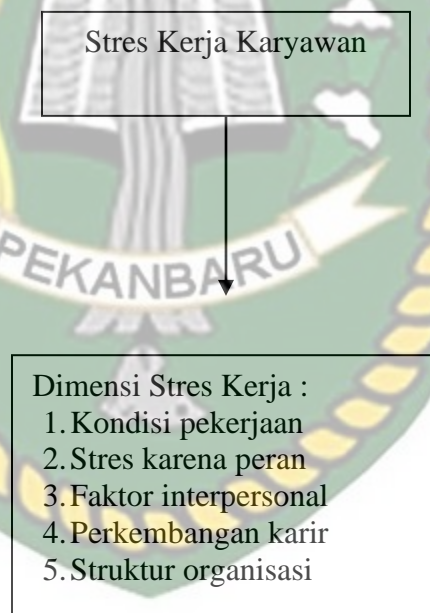 Stres Kerja Karyawan
PEKANBARU
Dimensi Stres Kerja :
1. Kondisi pekerjaan
2. Stres karena peran
3. Faktor interpersonal
4. Perkembangan karir
5. Struktur organisasi